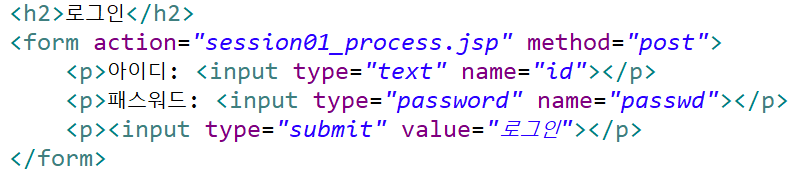 <h2>로그인</h2>
<form action="session01_process.jsp" method="post">
    <p>아이디: <input type="text" name="id"></p>
    <p>패스워드: <input type="password" name="passwd"></p>
    <p><input type="submit" value="로그인"></p>
</form>